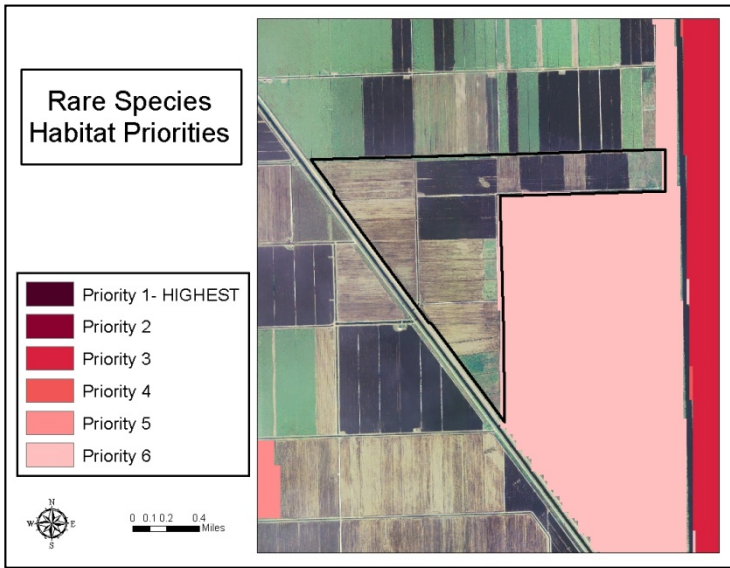 Rare Species
Habitat Priorities
Priority 1- HIGHEST
Priority 2
Priority 3
Priority 4
Priority 5
Priority 6
N
W E
S
0 0.1 0.2 0.4
Miles